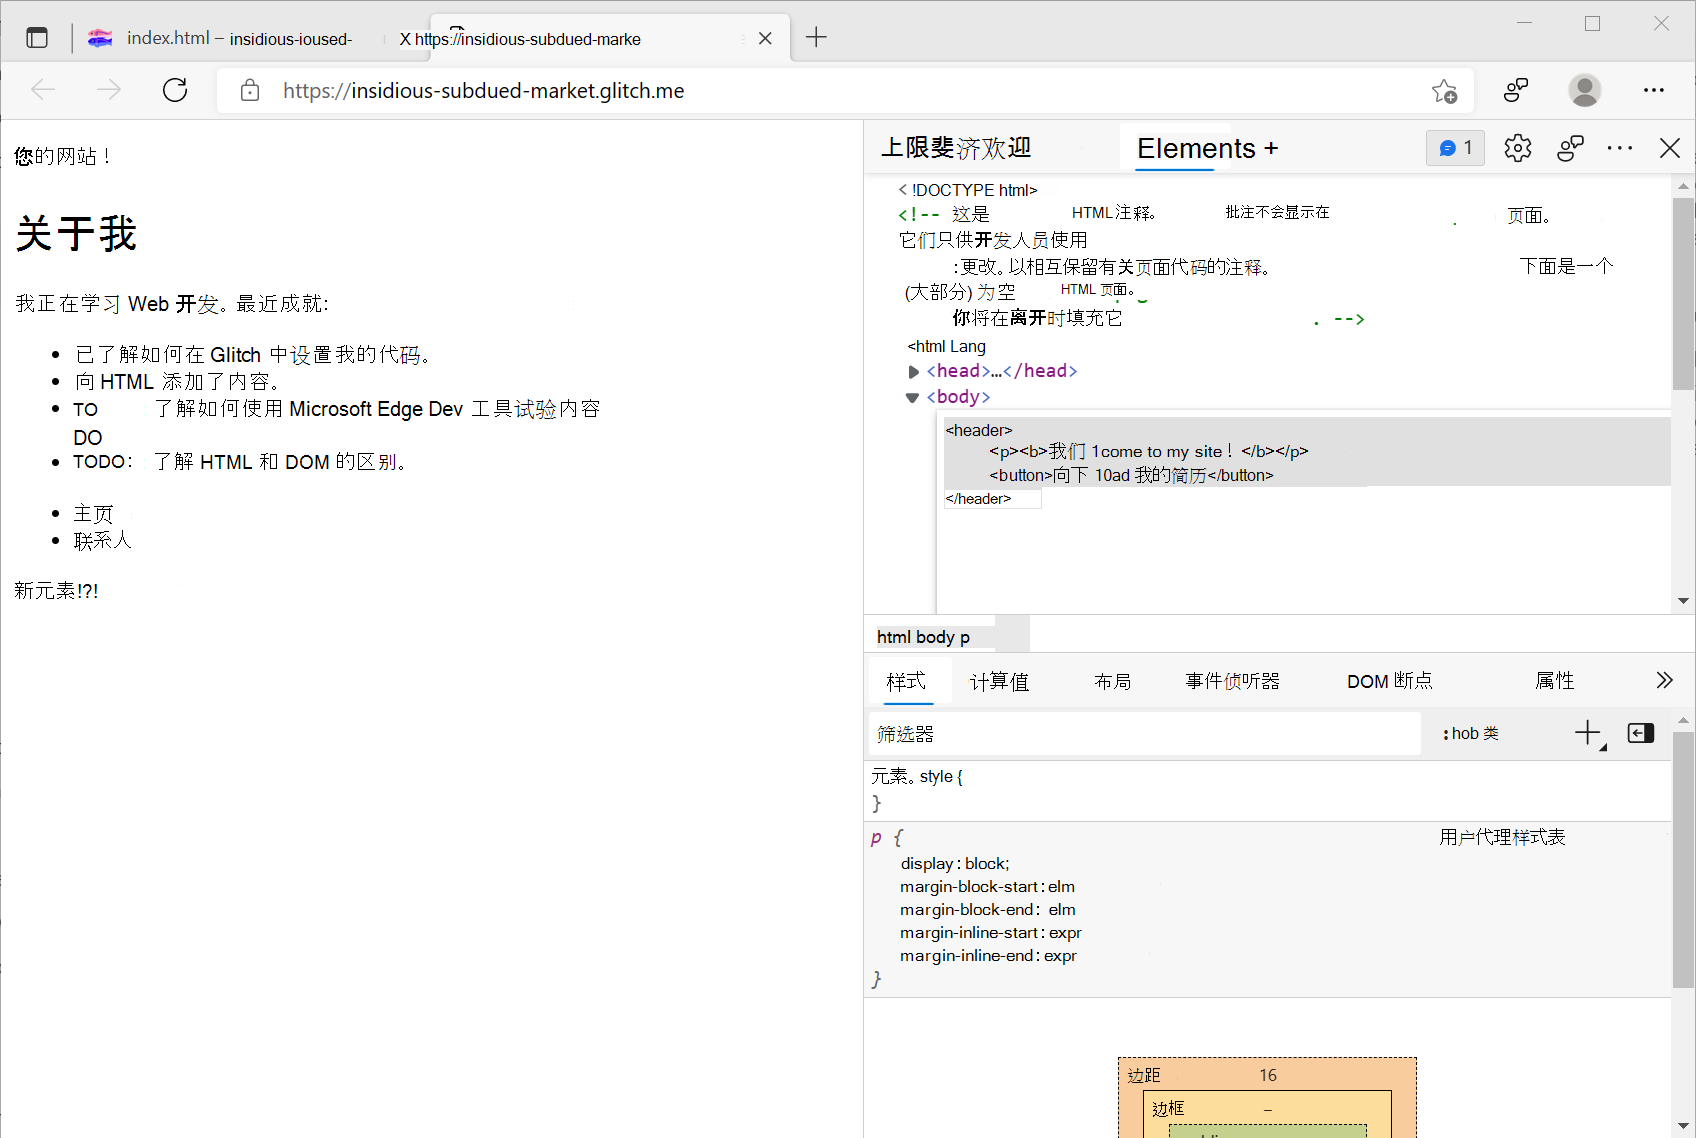 index.html – insidious-ioused-
X https://insidious-subdued-marke
https://insidious-subdued-market.glitch.me
您的网站！
关于我
我正在学习 Web 开发。最近成就:
已了解如何在 Glitch 中设置我的代码。
向 HTML 添加了内容。
TO 了解如何使用 Microsoft Edge Dev 工具试验内容
DO
TODO: 了解 HTML 和 DOM 的区别。
主页
联系人
新元素!?!
上限斐济欢迎 Elements +
1
< !DOCTYPE html>
<!-- 这是 HTML 注释。 批注不会显示在 . 页面。
它们只供开发人员使用
:更改。以相互保留有关页面代码的注释。 下面是一个
(大部分) 为空 HTML 页面。
你将在离开时填充它 . -->
<html Lang
<head>…</head>
<body>
<header>
<p><b>我们 1come to my site！</b></p>
<button>向下 10ad 我的简历</button>
</header>
html body p
样式 计算值 布局 事件侦听器 DOM 断点 属性
筛选器 :hob 类
元素。style {
}
p { 用户代理样式表
display: block;
margin-block-start: elm
margin-block-end: elm
margin-inline-start: expr
margin-inline-end: expr
}
边距 16
边框 –